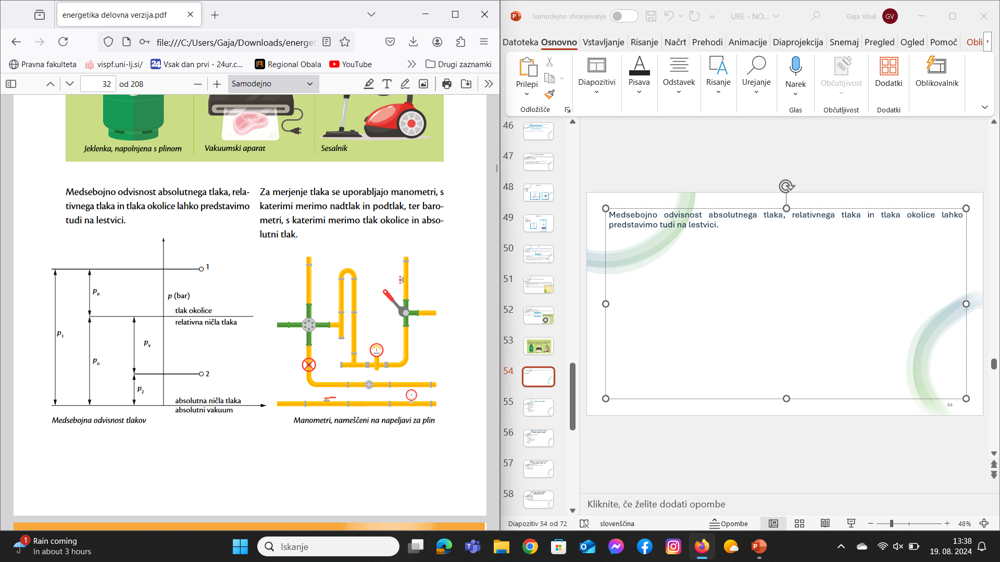 energetika delovna verzija.pdf
file:///C:/Users/Gaja/Downloads/energet
Pravna fakulteta
vispf.uni-lj.si/
24 Vsak dan prvi - 24ur.c...
Regional Obala
YouTube
Drugi zaznamki
32 od 208
Samodejno
Jeklenka, napolnjena s plinom
Vakuumski aparat
Sesalnik
Medsebojno odvisnost absolutnega tlaka, rela-
tivnega tlaka in tlaka okolice lahko predstavimo
tudi na lestvici.
1
pn
p (bar)
tlak okolice
relativna ničla tlaka
p1
pv
po
2
p2
absolutna ničla tlaka
absolutni vakuum
Medsebojna odvisnost tlakov
Za merjenje tlaka se uporabljajo manometri, s
katerimi merimo nadtlak in podtlak, ter baro-
metri, s katerimi merimo tlak okolice in abso-
lutni tlak.
Manometri, nameščeni na napeljavi za plin
Samodejno shranjevanje
URE - NO...
Gaja Vouk GV
Datoteka Osnovno Vstavljanje Risanje Načrt Prehodi Animacije Diaprojekcija Snemaj Pregled Ogled Pomoč Obli
Prilepi
Diapozitivi
Pisava
Odstavek
Risanje
Urejanje
Narek
Občutljivost
Dodatki
Oblikovalnik
Odložišče
Glas
Občutljivost
Dodatki
46
47
48
49
50
51
52
53
54
55
56
57
58
Medsebojno odvisnost absolutnega tlaka, relativnega tlaka in tlaka okolice lahko
predstavimo tudi na lestvici.
54
Kliknite, če želite dodati opombe
Diapozitiv 54 od 72
slovenščina
Opombe
48%
1
Rain coming
In about 3 hours
Iskanje
13:38
19. 08. 2024